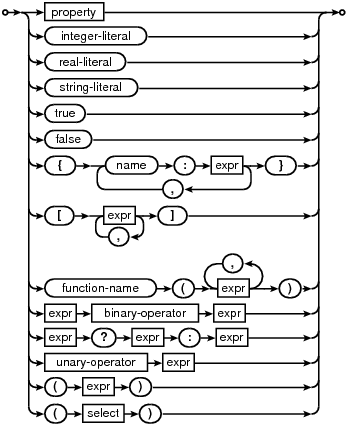 property
integer-literal
real-literal
string-literal
true
false
{ name : expr }
,
[ expr ]
,
,
function-name ( expr )
expr binary-operator expr
expr ? expr : expr
unary-operator expr
( expr )
( select )